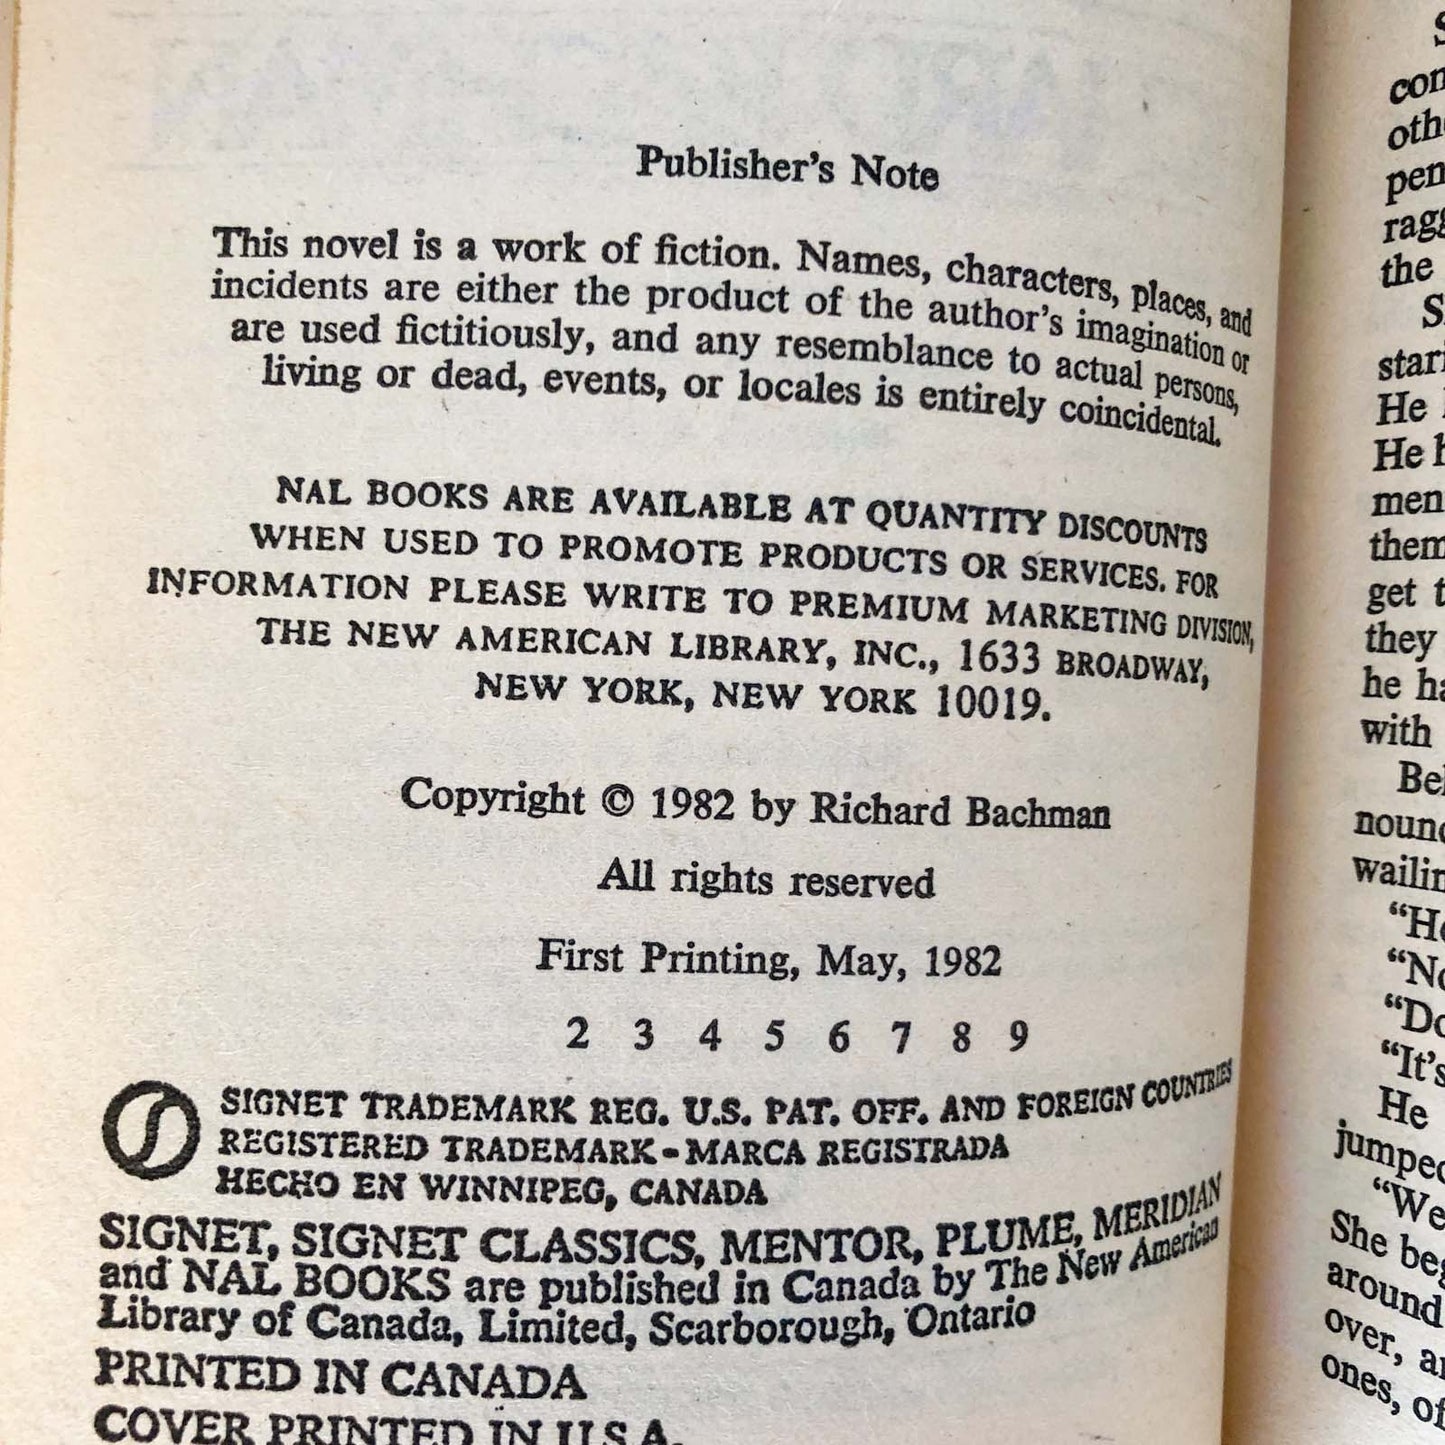 Publisher's Note
This novel is a work of fiction. Names, characters, places, and
incidents are either the product of the author's imagination or
are used fictitiously, and any resemblance to actual persons,
living or dead, events, or locales is entirely coincidental.
NAL BOOKS ARE AVAILABLE AT QUANTITY DISCOUNTS
WHEN USED TO PROMOTE PRODUCTS OR SERVICES. FOR
INFORMATION PLEASE WRITE TO PREMIUM MARKETING DIVISION,
THE NEW AMERICAN LIBRARY, INC., 1633 BROADWAY,
NEW YORK, NEW YORK 10019.
Copyright © 1982 by Richard Bachman
All rights reserved
First Printing, May, 1982
2 3 4 5 6 7 8 9
SIGNET TRADEMARK REG. U.S. PAT. OFF. AND FOREIGN COUNTRIES
REGISTERED TRADEMARK-MARCA REGISTRADA
HECHO EN WINNIPEG, CANADA
SIGNET, SIGNET CLASSICS, MENTOR, PLUME, MERIDIAN
and NAL BOOKS are published in Canada by The New American
Library of Canada, Limited, Scarborough, Ontario
PRINTED IN CANADA
COVER PRINTED IN U.S.A.
the
He
He
men
get
they
he
with
He
She
around
over,
ones,